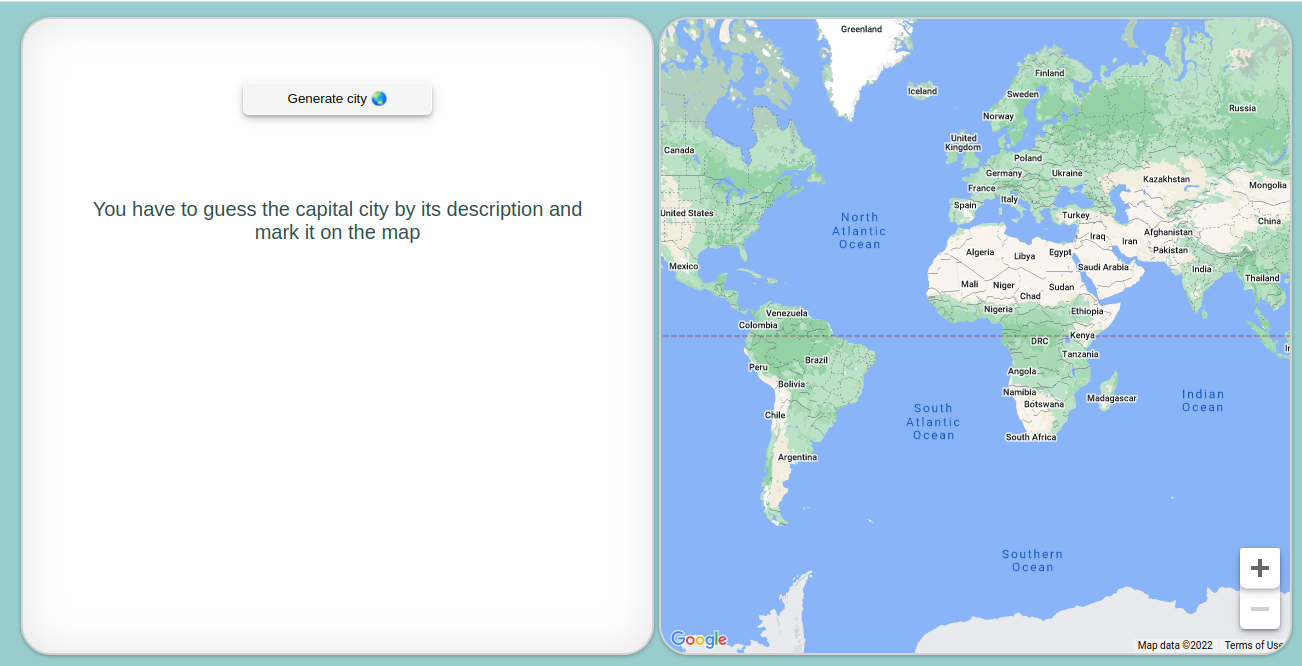 Generate city
You have to guess the capital city by its description and
mark it on the map
Greenland
Iceland
Finland
Sweden
Norway
Russia
United
Kingdom
Canada
Poland
Germany
Ukraine
Kazakhstan
Mongolia
France
Italy
Spain
United States
Turkey
China
North
Atlantic
Ocean
Afghanistan
Iraq
Iran
Pakistan
Algeria
Libya
Egypt
Mexico
Saudi Arabia
India
Thailand
Mali
Niger
Sudan
Chad
Nigeria
Ethiopia
Venezuela
Colombia
Kenya
DRC
Tanzania
Brazil
Peru
Angola
Bolivia
Namibia
Botswana
Madagascar
Indian
Ocean
Chile
South
Atlantic
Ocean
South Africa
Argentina
Southern
Ocean
+
−
Google
Map data ©2022 Terms of Use